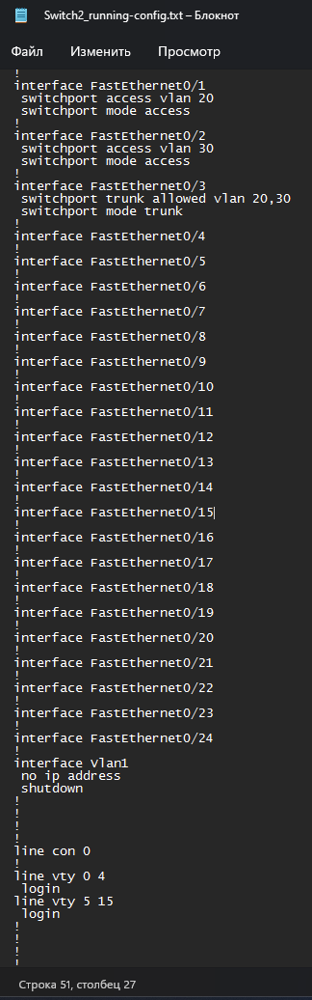 Switch2_running-config.txt – Блокнот
Файл Изменить Просмотр
!
interface FastEthernet0/1
 switchport access vlan 20
 switchport mode access
!
interface FastEthernet0/2
 switchport access vlan 30
 switchport mode access
!
interface FastEthernet0/3
 switchport trunk allowed vlan 20,30
 switchport mode trunk
!
interface FastEthernet0/4
!
interface FastEthernet0/5
!
interface FastEthernet0/6
!
interface FastEthernet0/7
!
interface FastEthernet0/8
!
interface FastEthernet0/9
!
interface FastEthernet0/10
!
interface FastEthernet0/11
!
interface FastEthernet0/12
!
interface FastEthernet0/13
!
interface FastEthernet0/14
!
interface FastEthernet0/15
!
interface FastEthernet0/16
!
interface FastEthernet0/17
!
interface FastEthernet0/18
!
interface FastEthernet0/19
!
interface FastEthernet0/20
!
interface FastEthernet0/21
!
interface FastEthernet0/22
!
interface FastEthernet0/23
!
interface FastEthernet0/24
!
interface Vlan1
 no ip address
 shutdown
!
!
!
!
line con 0
!
line vty 0 4
 login
line vty 5 15
 login
!
!
!
!
Строка 51, столбец 27